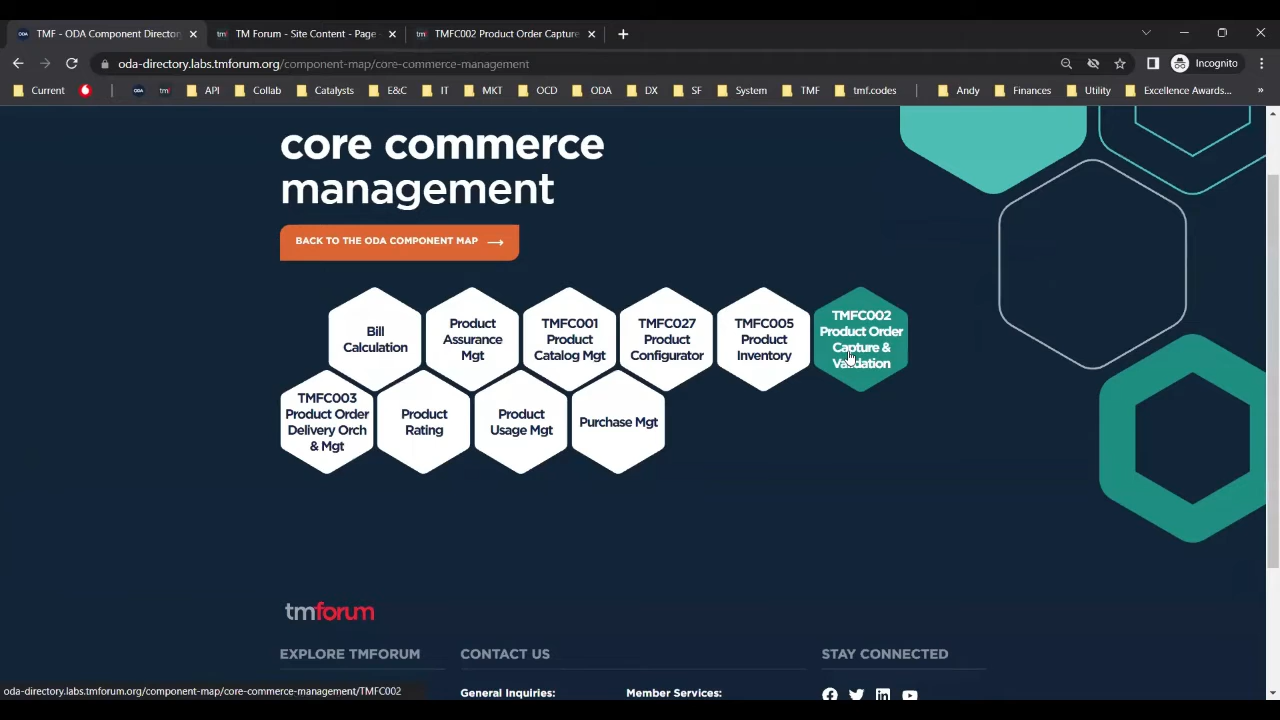 TMF - ODA Component Director
TM Forum - Site Content - Page -
TMFC002 Product Order Capture
oda-directory.labs.tmforum.org/component-map/core-commerce-management
Incognito
Current
ODA
tm
API
Collab
Catalysts
E&C
IT
MKT
OCD
ODA
DX
SF
System
TMF
tmf.codes
Andy
Finances
Utility
Excellence Awards...
»
core commerce
management
BACK TO THE ODA COMPONENT MAP
Bill
Calculation
Product
Assurance
Mgt
TMFC001
Product
Catalog Mgt
TMFC027
Product
Configurator
TMFC005
Product
Inventory
TMFC002
Product Order
Capture &
Validation
TMFC003
Product Order
Delivery Orch
& Mgt
Product
Rating
Product
Usage Mgt
Purchase Mgt
tmforum
EXPLORE TMFORUM
CONTACT US
STAY CONNECTED
General Inquiries:
Member Services:
oda-directory.labs.tmforum.org/component-map/core-commerce-management/TMFC002